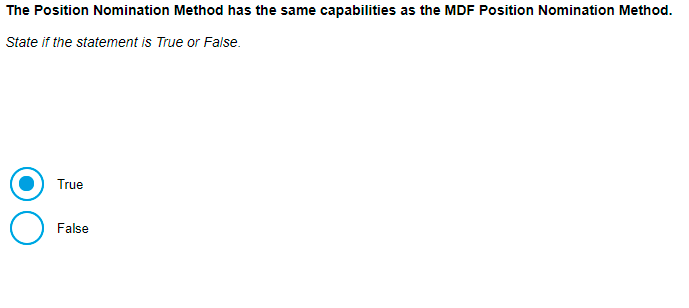 The Position Nomination Method has the same capabilities as the MDF Position Nomination Method.
State if the statement is True or False.
True
False